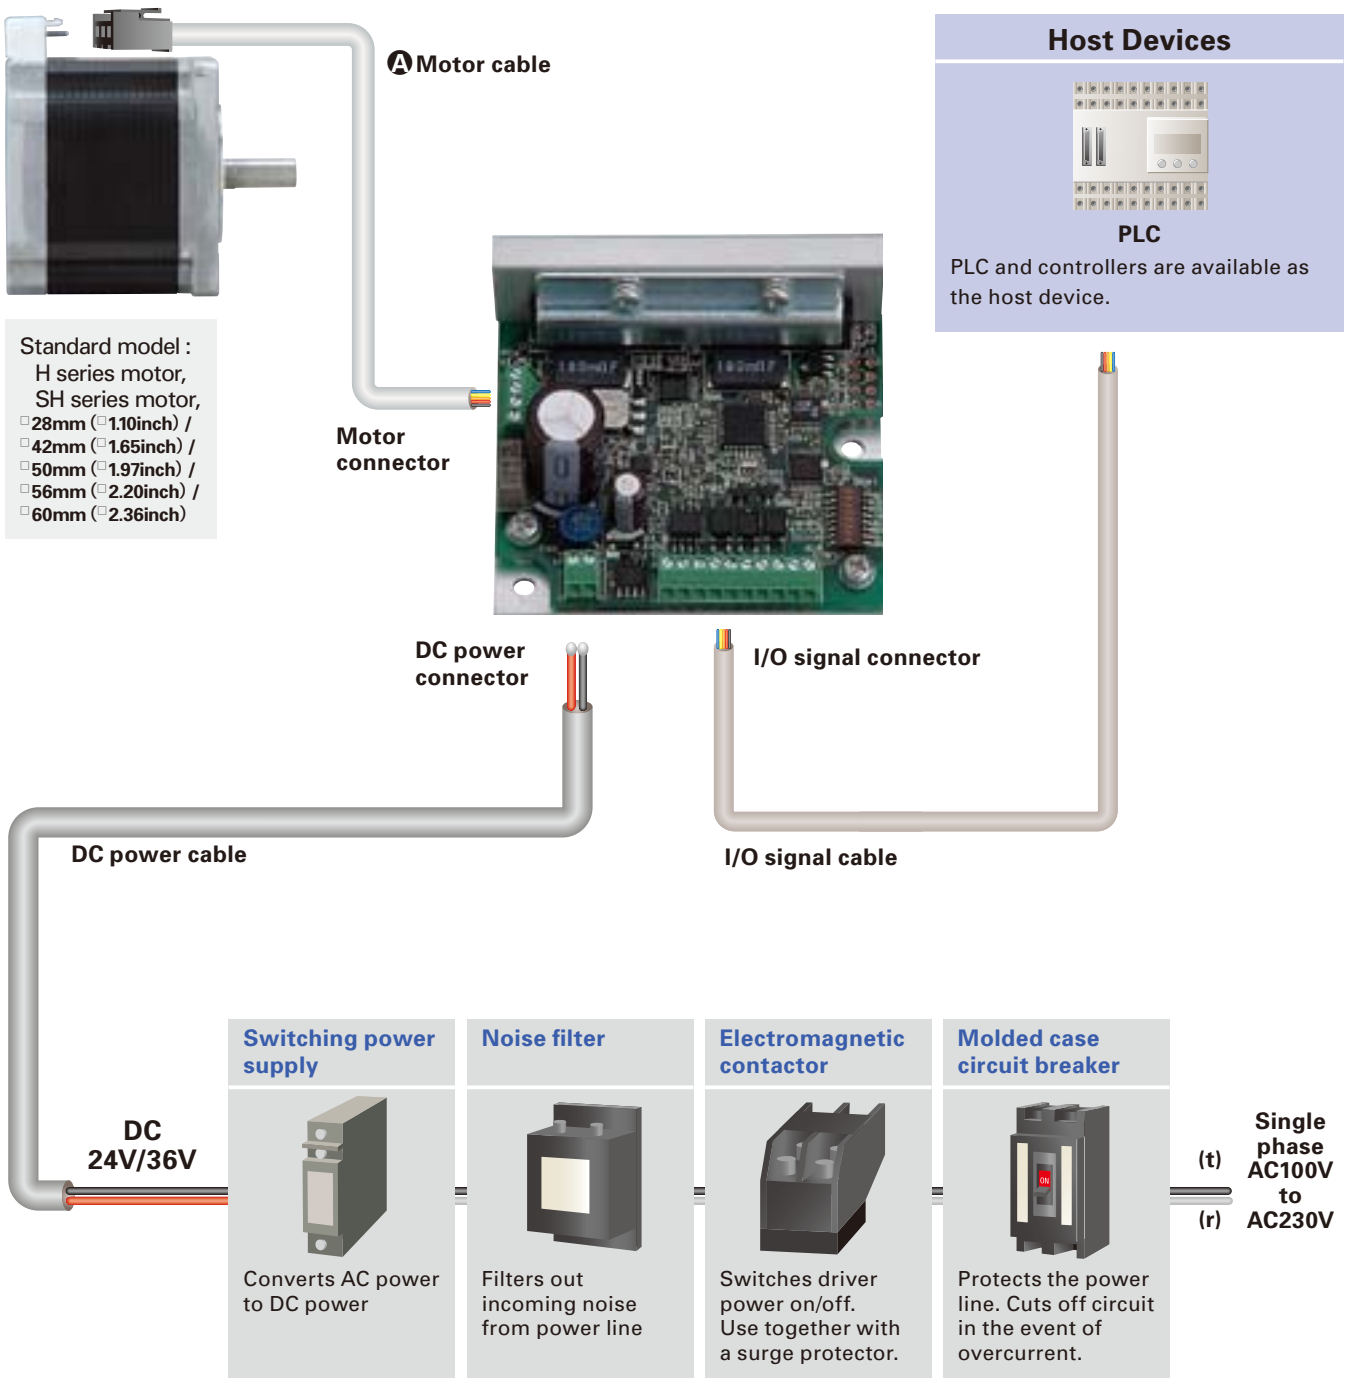 A Motor cable
Host Devices
PLC
PLC and controllers are available as
the host device.
Standard model :
H series motor,
SH series motor,
□28mm (□1.10inch) /
□42mm (□1.65inch) /
□50mm (□1.97inch) /
□56mm (□2.20inch) /
□60mm (□2.36inch)
Motor
connector
DC power
connector
I/O signal connector
DC power cable
I/O signal cable
DC
24V/36V
Switching power
supply
Converts AC power
to DC power
Noise filter
Filters out
incoming noise
from power line
Electromagnetic
contactor
Switches driver
power on/off.
Use together with
a surge protector.
Molded case
circuit breaker
ON
Protects the power
line. Cuts off circuit
in the event of
overcurrent.
(t)
(r)
Single
phase
AC100V
to
AC230V